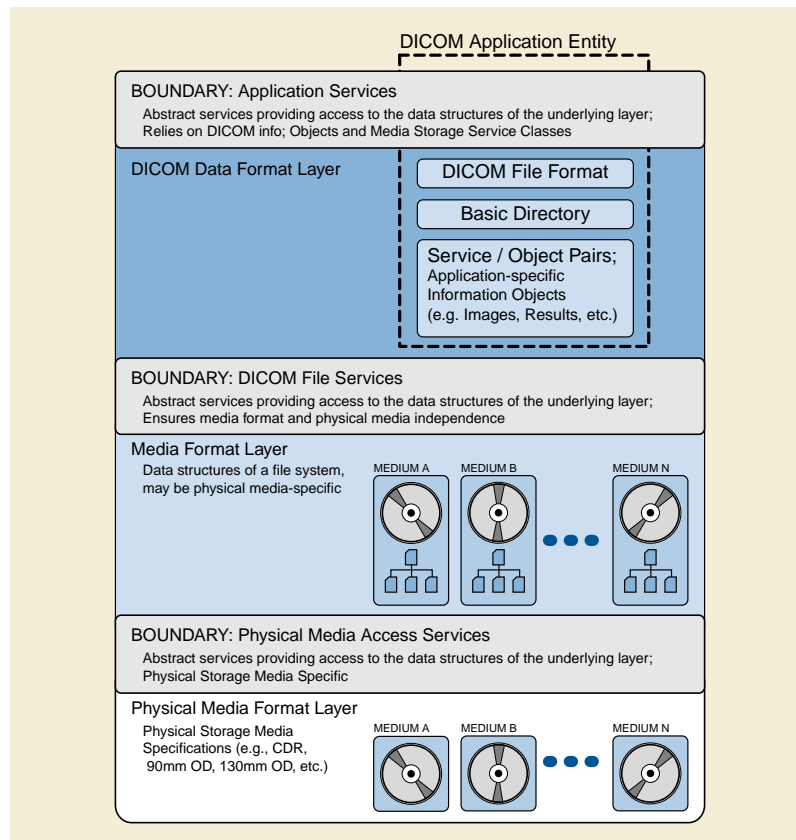 DICOM Application Entity
BOUNDARY: Application Services
Abstract services providing access to the data structures of the underlying layer;
Relies on DICOM info; Objects and Media Storage Service Classes
DICOM Data Format Layer
DICOM File Format
Basic Directory
Service / Object Pairs;
Application-specific
Information Objects
(e.g. Images, Results, etc.)
BOUNDARY: DICOM File Services
Abstract services providing access to the data structures of the underlying layer;
Ensures media format and physical media independence
Media Format Layer
Data structures of a file system,
may be physical media-specific
MEDIUM A
MEDIUM B
MEDIUM N
BOUNDARY: Physical Media Access Services
Abstract services providing access to the data structures of the underlying layer;
Physical Storage Media Specific
Physical Media Format Layer
Physical Storage Media
Specifications (e.g., CDR,
90mm OD, 130mm OD, etc.)
MEDIUM A
MEDIUM B
MEDIUM N